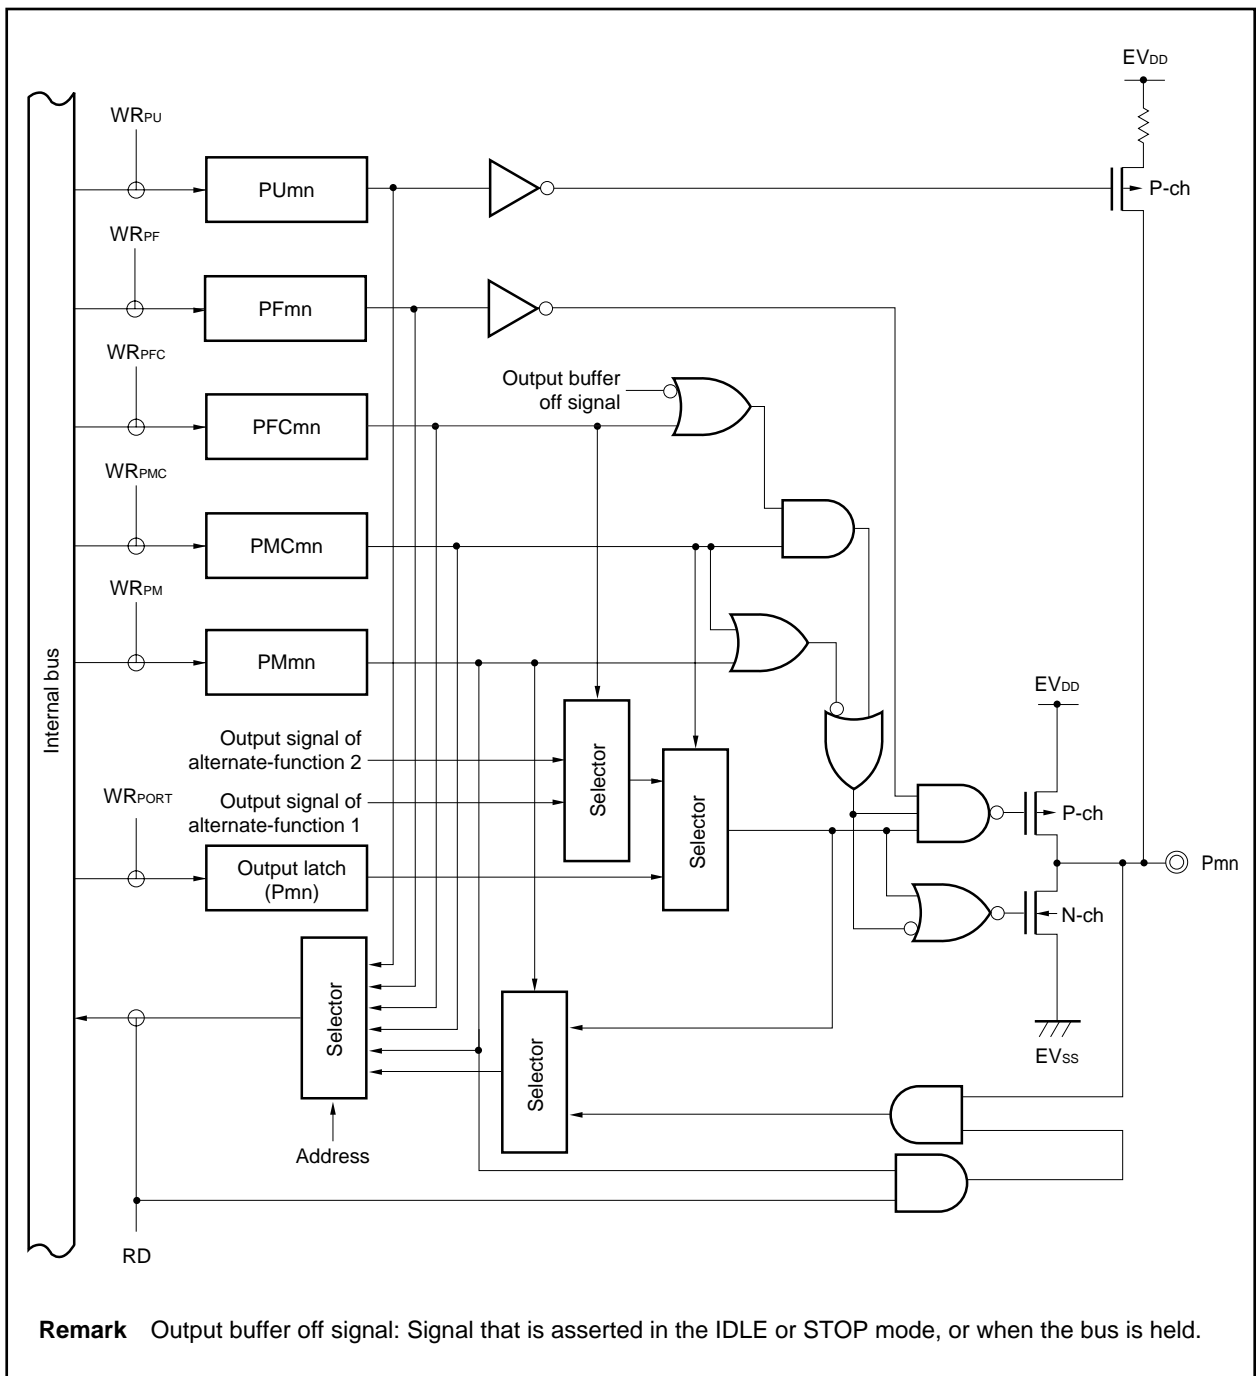 EVDD
WRPU
PUmn
P-ch
WRPF
PFmn
WRPFC
Output buffer
off signal
PFCmn
WRPMC
PMCmn
WRPM
PMmn
Internal bus
EVDD
Output signal of
alternate-function 2
Selector
WRPORT
Output signal of
alternate-function 1
Selector
P-ch
Output latch
(Pmn)
Pmn
N-ch
Selector
Selector
EVSS
Address
RD
Remark Output buffer off signal: Signal that is asserted in the IDLE or STOP mode, or when the bus is held.